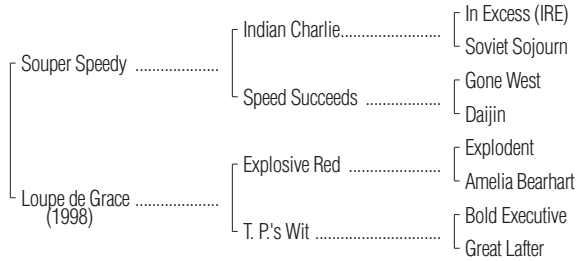 In Excess (IRE)
Indian Charlie....................
Soviet Sojourn
Souper Speedy .................
Gone West
Speed Succeeds ...............
Daijin
Explodent
Explosive Red ..................
Amelia Bearhart
Loupe de Grace ................
(1998)
Bold Executive
T. P.'s Wit .........................
Great Lafter